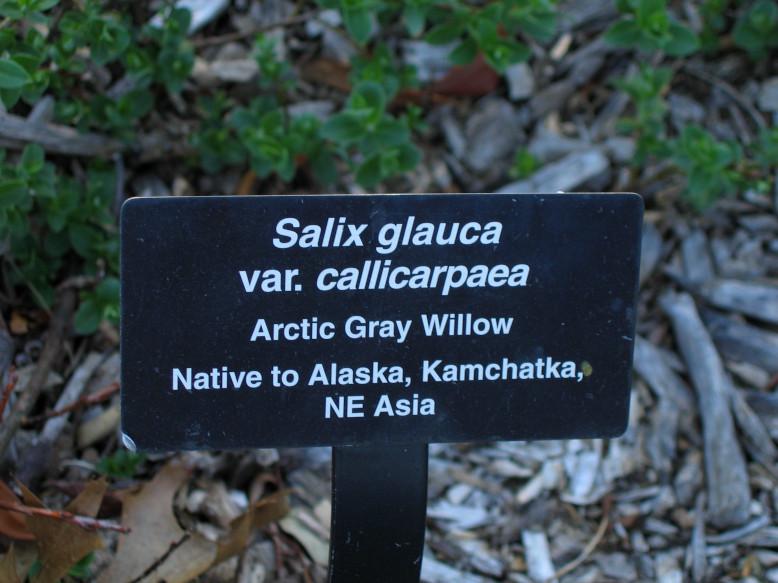 Salix glauca
var. callicarpaea
Arctic Gray Willow
Native to Alaska, Kamchatka,
NE Asia